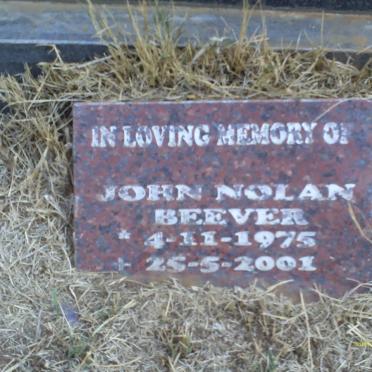 IN LOVING MEMORY OF
JOHN NOLAN
BEEVER
* 4-11-1975
+ 25-5-2001